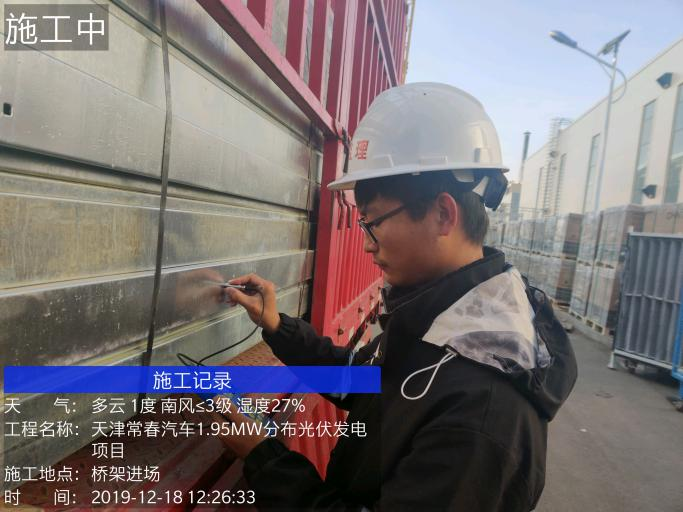 施工中
理
施工记录
天 气: 多云 1度 南风≤3级 湿度27%
工程名称: 天津常春汽车1.95MW分布光伏发电
项目
施工地点: 桥架进场
时 间: 2019-12-18 12:26:33